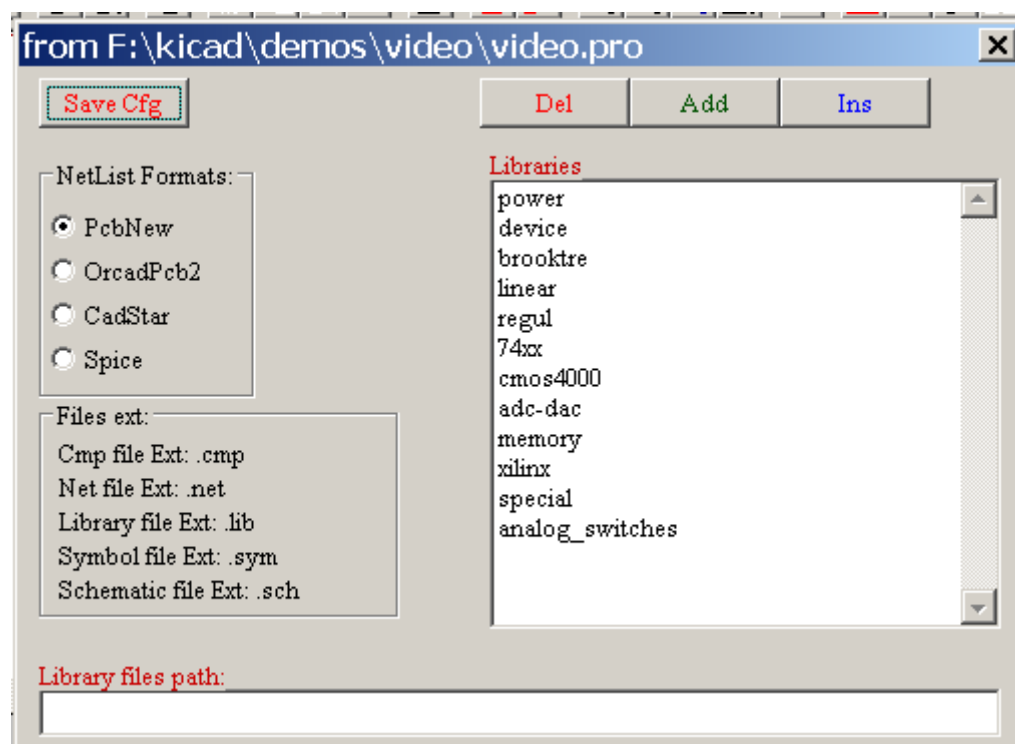 from F:\kicad\demos\video\video.pro
Save Cfg
Del
Add
Ins
NetList Formats:
PcbNew
OrcadPcb2
CadStar
Spice
Files ext:
Cmp file Ext: .cmp
Net file Ext: .net
Library file Ext: .lib
Symbol file Ext: .sym
Schematic file Ext: .sch
Libraries
power
device
brooktre
linear
regul
74xx
cmos4000
adc-dac
memory
xilinx
special
analog_switches
Library files path: